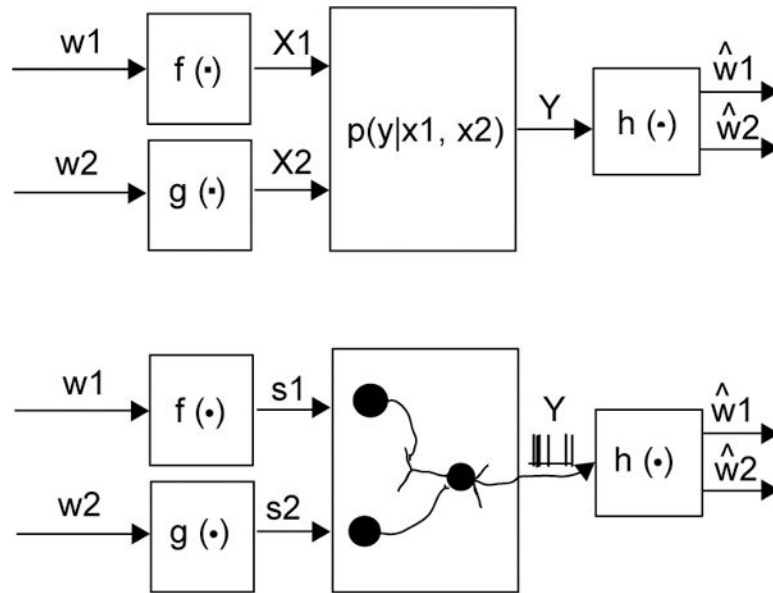 w1
f (·)
X1
w2
g (·)
X2
p(y|x1, x2)
Y
h (·)
ŵ1
ŵ2
w1
f (·)
s1
w2
g (·)
s2
Y
h (·)
ŵ1
ŵ2